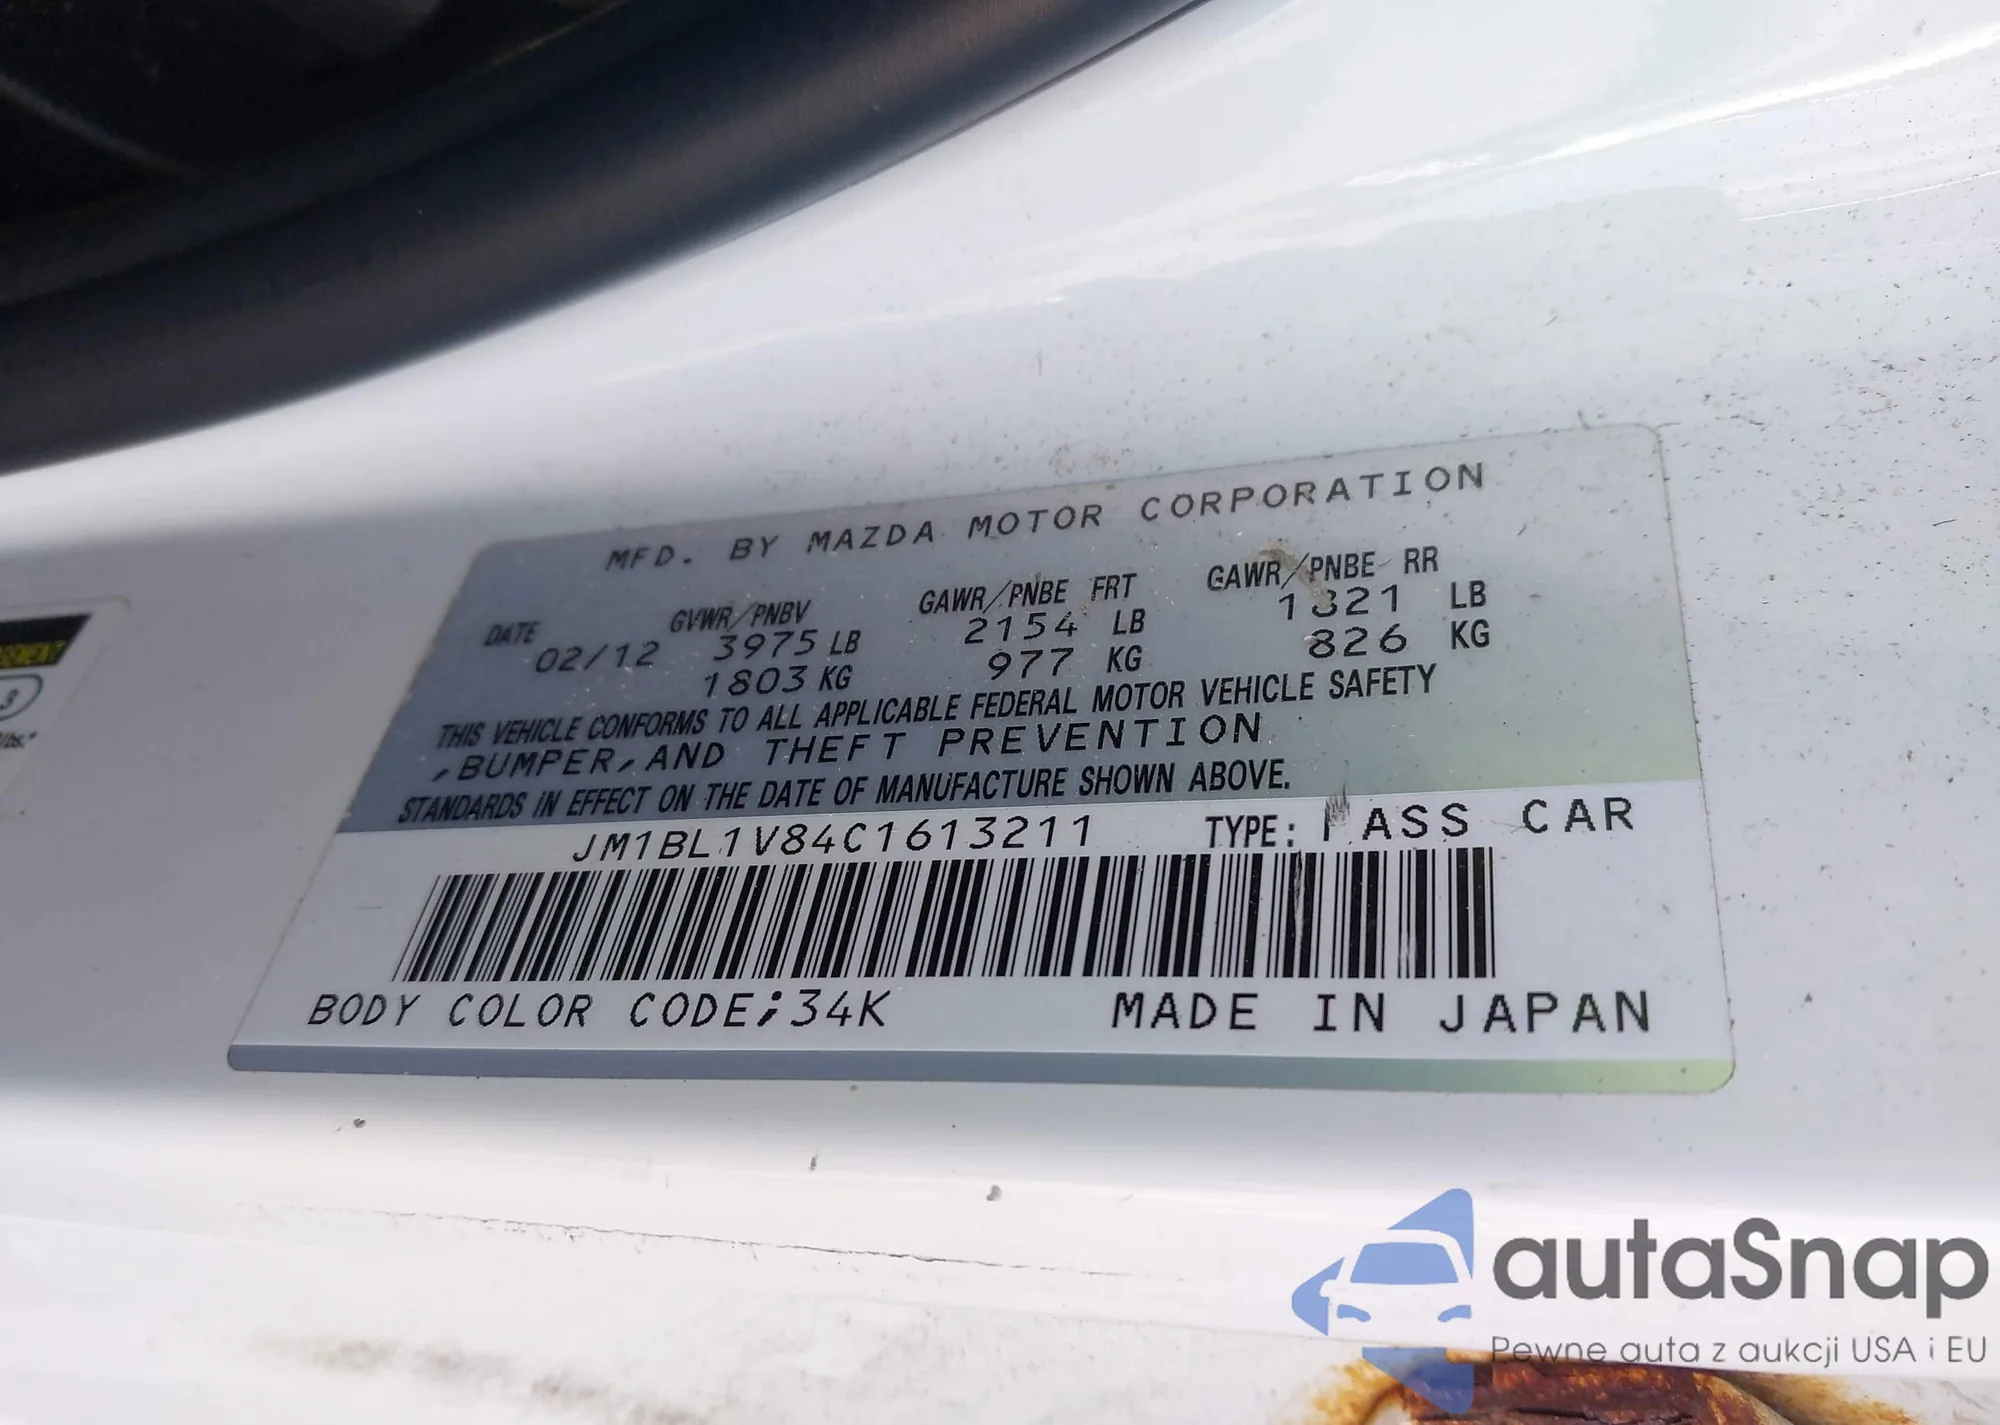 MFD. BY MAZDA MOTOR CORPORATION
DATE GVWR/PNBV GAWR/PNBE FRT GAWR/PNBE RR
02/12 3975 LB 2154 LB 1821 LB
1803 KG 977 KG 826 KG
THIS VEHICLE CONFORMS TO ALL APPLICABLE FEDERAL MOTOR VEHICLE SAFETY
,BUMPER,AND THEFT PREVENTION
STANDARDS IN EFFECT ON THE DATE OF MANUFACTURE SHOWN ABOVE.
JM1BL1V84C1613211 TYPE: PASS CAR
BODY COLOR CODE;34K MADE IN JAPAN
autaSnap
Pewne auta z aukcji USA i EU